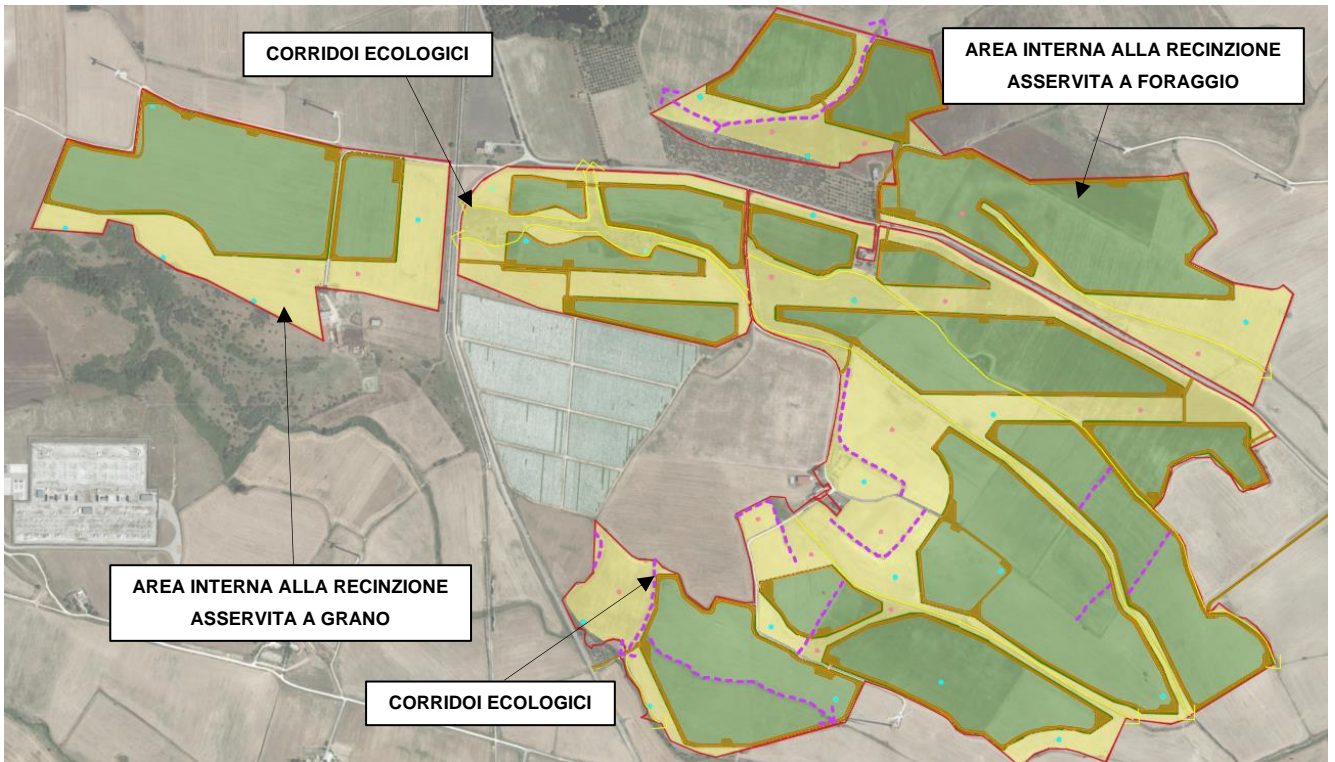 CORRIDOI ECOLOGICI
AREA INTERNA ALLA RECINZIONE
ASSERVITA A FORAGGIO
AREA INTERNA ALLA RECINZIONE
ASSERVITA A GRANO
CORRIDOI ECOLOGICI